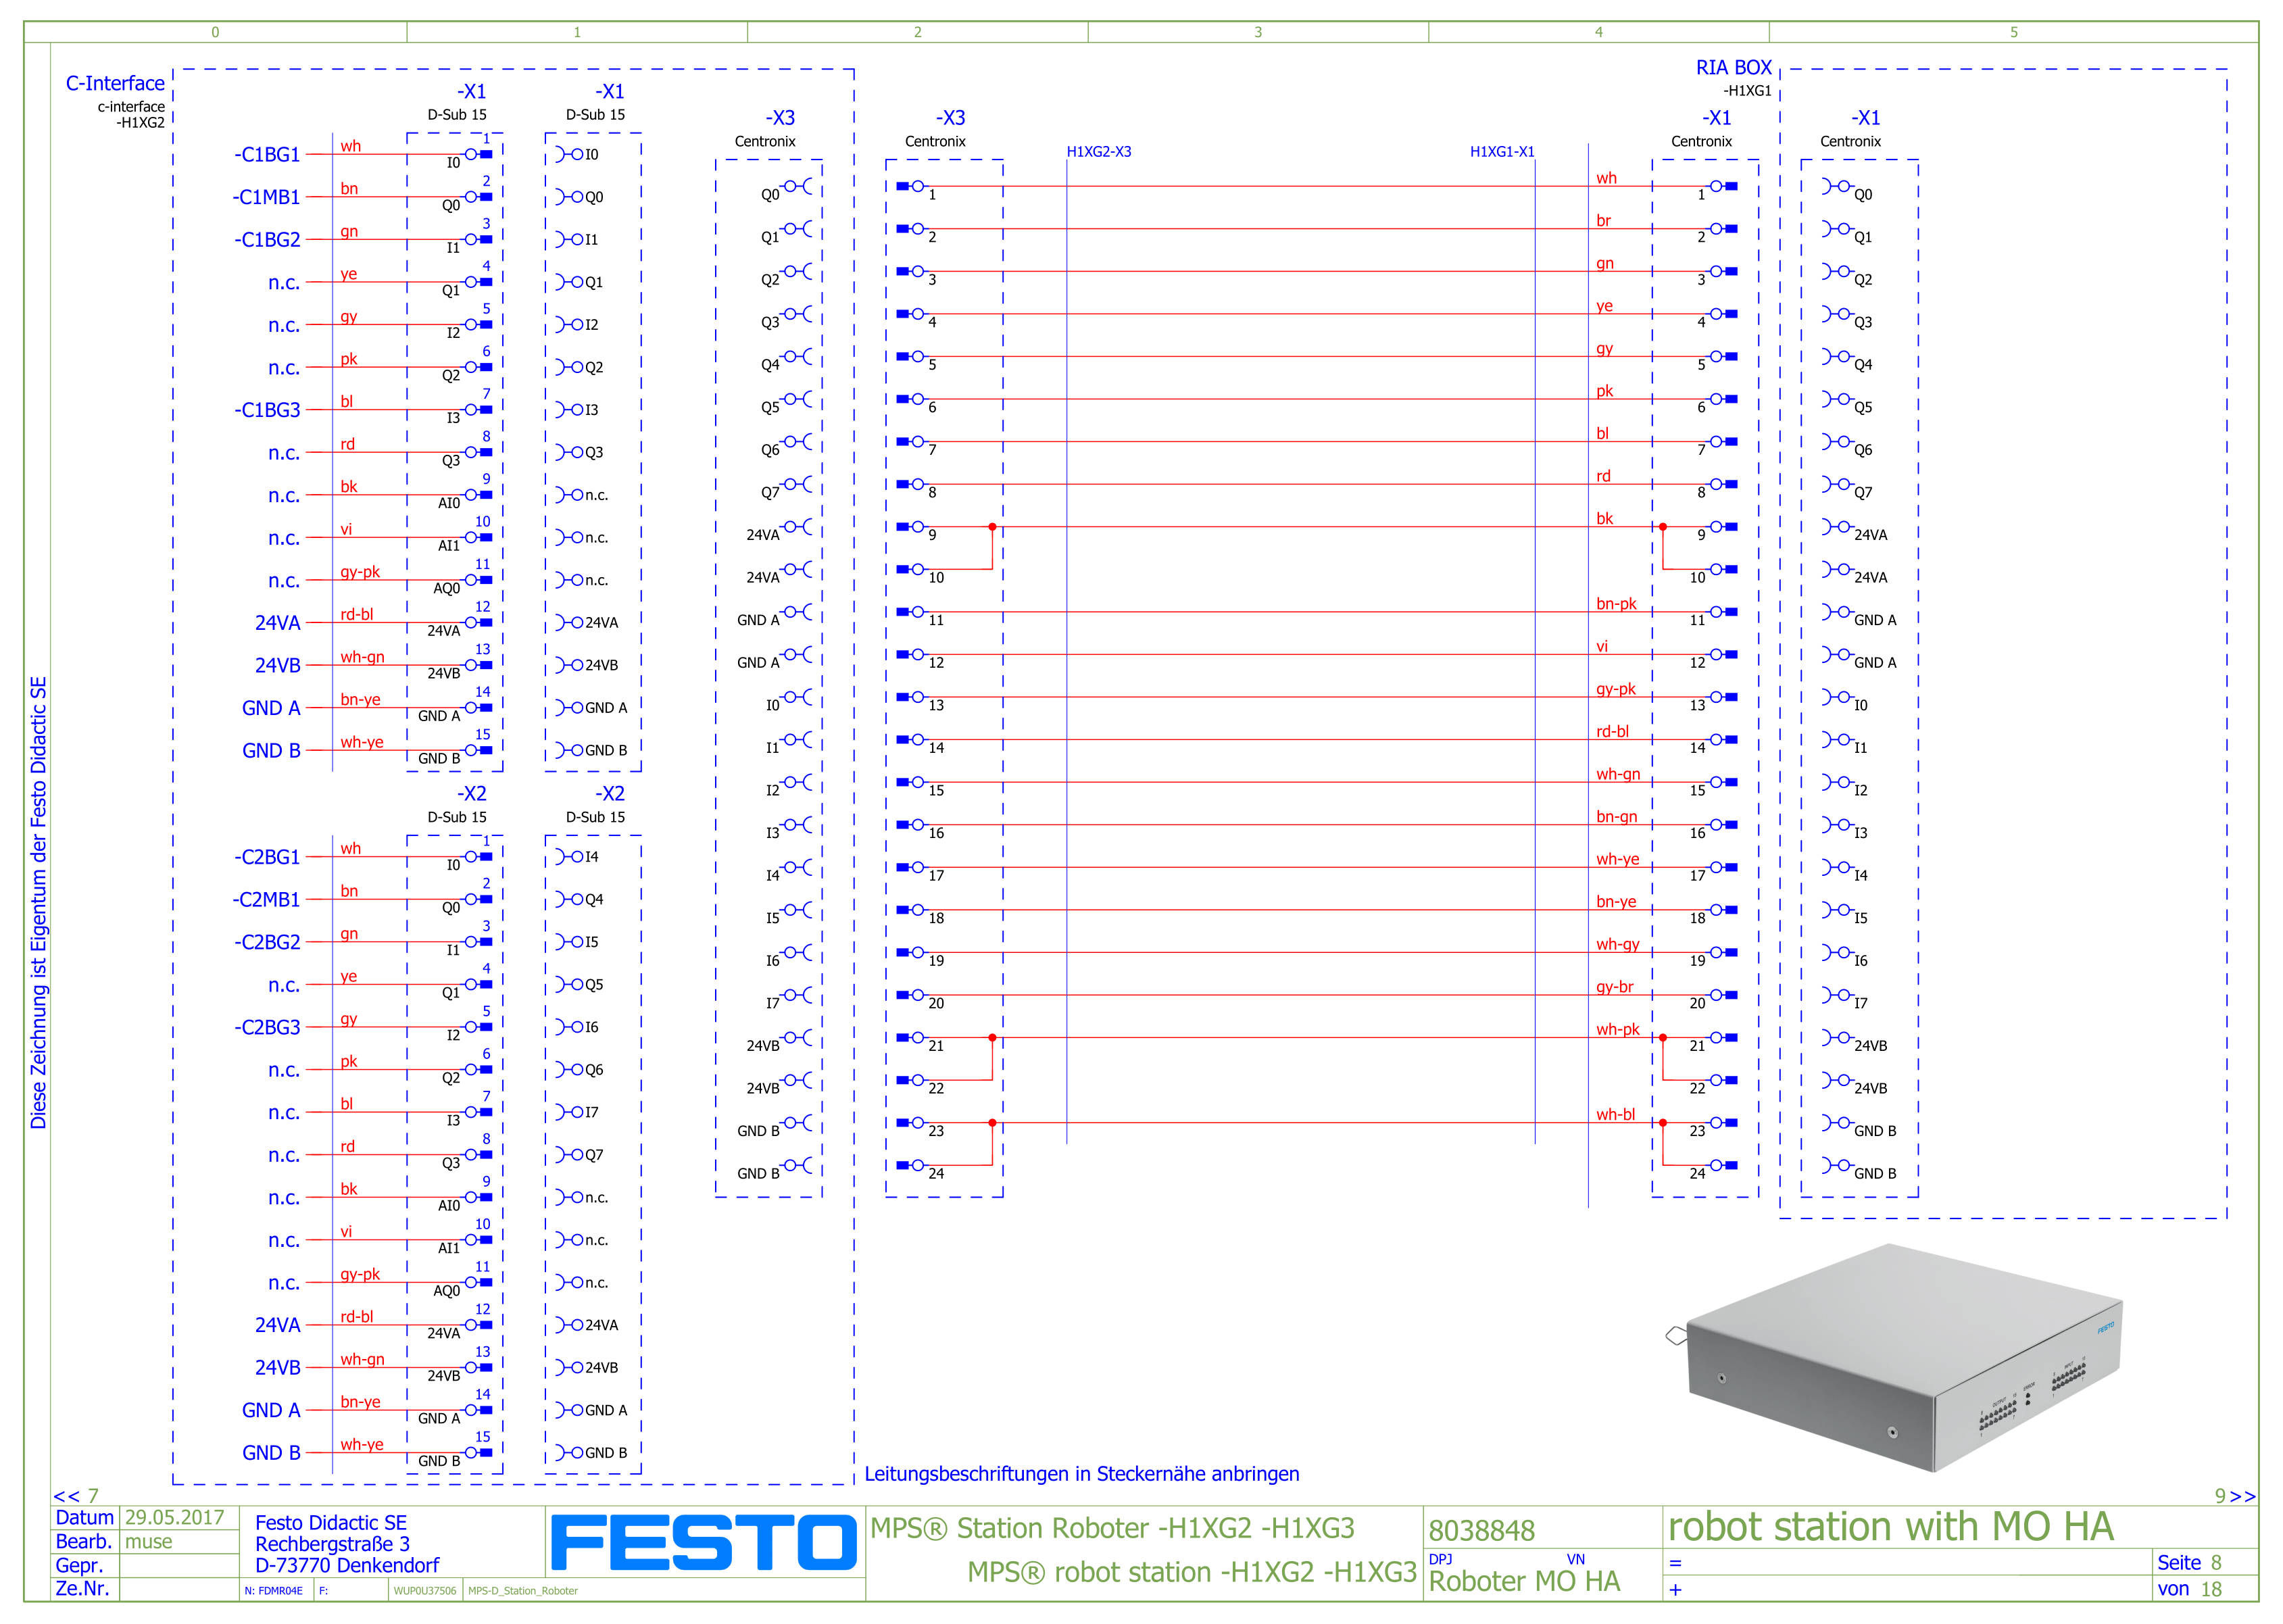 0 1 2 3 4 5
C-Interface
c-interface
-H1XG2
-X1
D-Sub 15
-C1BG1 wh 1 I0
-C1MB1 bn 2 Q0
-C1BG2 gn 3 I1
n.c. ye 4 Q1
n.c. gy 5 I2
n.c. pk 6 Q2
-C1BG3 bl 7 I3
n.c. rd 8 Q3
n.c. bk 9 AI0
n.c. vi 10 AI1
n.c. gy-pk 11 AQ0
24VA rd-bl 12 24VA
24VB wh-gn 13 24VB
GND A bn-ye 14 GND A
GND B wh-ye 15 GND B
-X1
D-Sub 15
I0
Q0
I1
Q1
I2
Q2
I3
Q3
n.c.
n.c.
n.c.
24VA
24VB
GND A
GND B
-X2
D-Sub 15
-C2BG1 wh 1 I0
-C2MB1 bn 2 Q0
-C2BG2 gn 3 I1
n.c. ye 4 Q1
-C2BG3 gy 5 I2
n.c. pk 6 Q2
n.c. bl 7 I3
n.c. rd 8 Q3
n.c. bk 9 AI0
n.c. vi 10 AI1
n.c. gy-pk 11 AQ0
24VA rd-bl 12 24VA
24VB wh-gn 13 24VB
GND A bn-ye 14 GND A
GND B wh-ye 15 GND B
-X2
D-Sub 15
I4
Q4
I5
Q5
I6
Q6
I7
Q7
n.c.
n.c.
n.c.
24VA
24VB
GND A
GND B
-X3
Centronix
Q0
Q1
Q2
Q3
Q4
Q5
Q6
Q7
24VA
24VA
GND A
GND A
I0
I1
I2
I3
I4
I5
I6
I7
24VB
24VB
GND B
GND B
-X3
Centronix
H1XG2-X3
H1XG1-X1
RIA BOX
-H1XG1
-X1
Centronix
1 wh 1
2 br 2
3 gn 3
4 ye 4
5 gy 5
6 pk 6
7 bl 7
8 rd 8
9 bk 9
10 10
11 bn-pk 11
12 vi 12
13 gy-pk 13
14 rd-bl 14
15 wh-gn 15
16 bn-gn 16
17 wh-ye 17
18 bn-ye 18
19 wh-gy 19
20 gy-br 20
21 wh-pk 21
22 22
23 wh-bl 23
24 24
-X1
Centronix
Q0
Q1
Q2
Q3
Q4
Q5
Q6
Q7
24VA
24VA
GND A
GND A
I0
I1
I2
I3
I4
I5
I6
I7
24VB
24VB
GND B
GND B
FESTO
OUTPUT
ERROR
INPUT
Diese Zeichnung ist Eigentum der Festo Didactic SE
Leitungsbeschriftungen in Steckernähe anbringen
<< 7
9 >>
Datum 29.05.2017
Bearb. muse
Gepr.
Ze.Nr.
Festo Didactic SE
Rechbergstraße 3
D-73770 Denkendorf
N: FDMR04E F: WUP0U37506 MPS-D_Station_Roboter
FESTO
MPS® Station Roboter -H1XG2 -H1XG3
MPS® robot station -H1XG2 -H1XG3
8038848
DPJ VN
Roboter MO HA
robot station with MO HA
=
+
Seite 8
von 18